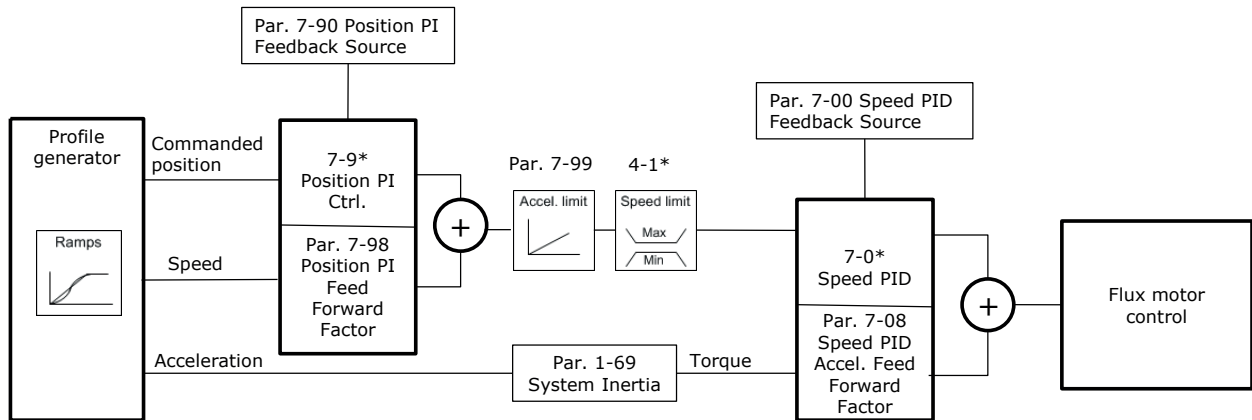 Par. 7-90 Position PI
Feedback Source
Par. 7-00 Speed PID
Feedback Source
Profile
generator
Ramps
Commanded
position
Speed
Acceleration
7-9*
Position PI
Ctrl.
Par. 7-98
Position PI
Feed
Forward
Factor
+
Par. 7-99
Accel. limit
4-1*
Speed limit
Max
Min
Par. 1-69
System Inertia
Torque
7-0*
Speed PID
Par. 7-08
Speed PID
Accel. Feed
Forward
Factor
+
Flux motor
control